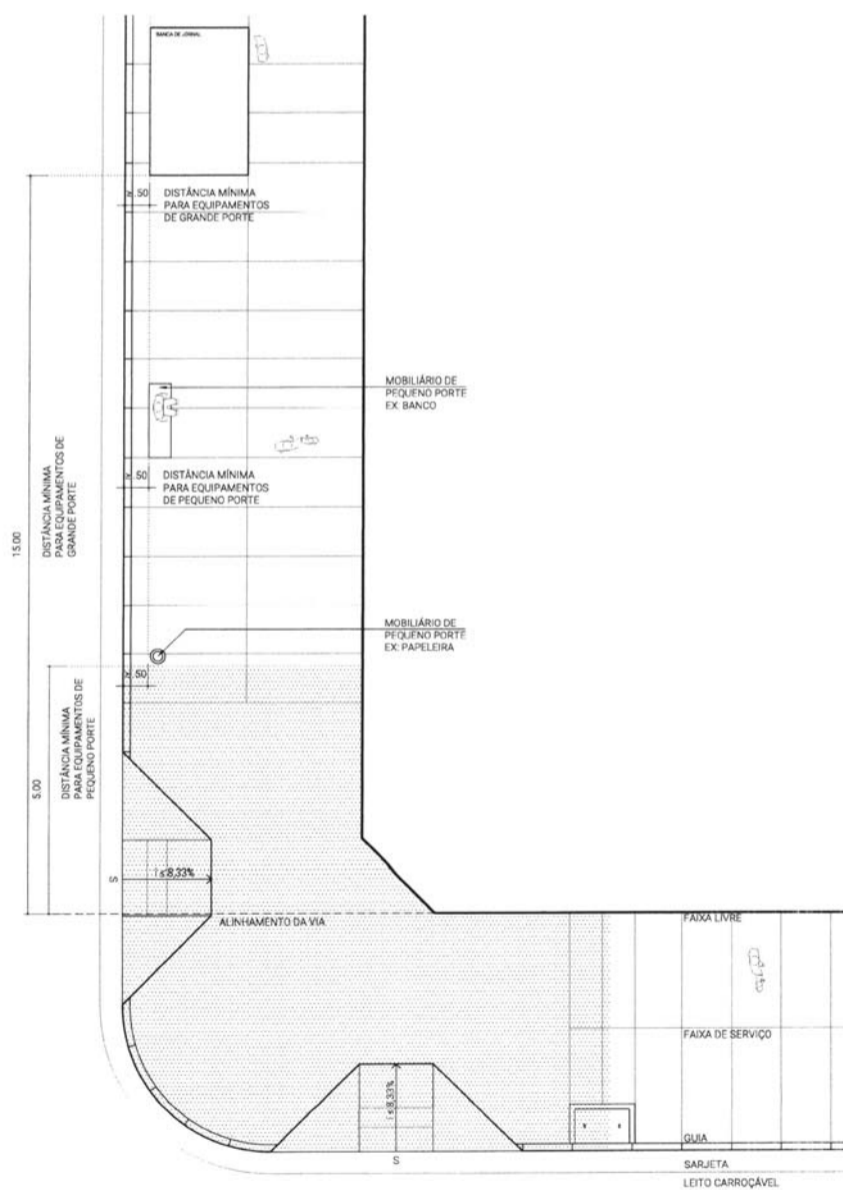 BANCA DE JORNAL
≥ .50
DISTÂNCIA MÍNIMA
PARA EQUIPAMENTOS
DE GRANDE PORTE
MOBILIÁRIO DE
PEQUENO PORTE
EX: BANCO
≥ .50
DISTÂNCIA MÍNIMA
PARA EQUIPAMENTOS
DE PEQUENO PORTE
15.00
DISTÂNCIA MÍNIMA
PARA EQUIPAMENTOS DE
GRANDE PORTE
MOBILIÁRIO DE
PEQUENO PORTE
EX: PAPELEIRA
≥ .50
5.00
DISTÂNCIA MÍNIMA
PARA EQUIPAMENTOS DE
PEQUENO PORTE
S
i ≤ 8,33%
ALINHAMENTO DA VIA
FAIXA LIVRE
FAIXA DE SERVIÇO
i ≤ 8,33%
S
GUIA
SARJETA
LEITO CARROÇÁVEL